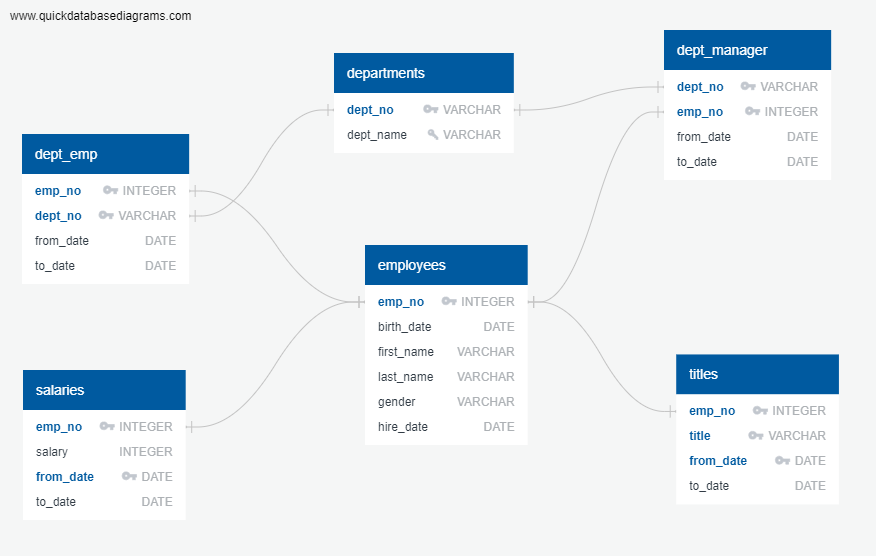 www.quickdatabasediagrams.com
departments
dept_no VARCHAR
dept_name VARCHAR
dept_manager
dept_no VARCHAR
emp_no INTEGER
from_date DATE
to_date DATE
dept_emp
emp_no INTEGER
dept_no VARCHAR
from_date DATE
to_date DATE
employees
emp_no INTEGER
birth_date DATE
first_name VARCHAR
last_name VARCHAR
gender VARCHAR
hire_date DATE
salaries
emp_no INTEGER
salary INTEGER
from_date DATE
to_date DATE
titles
emp_no INTEGER
title VARCHAR
from_date DATE
to_date DATE